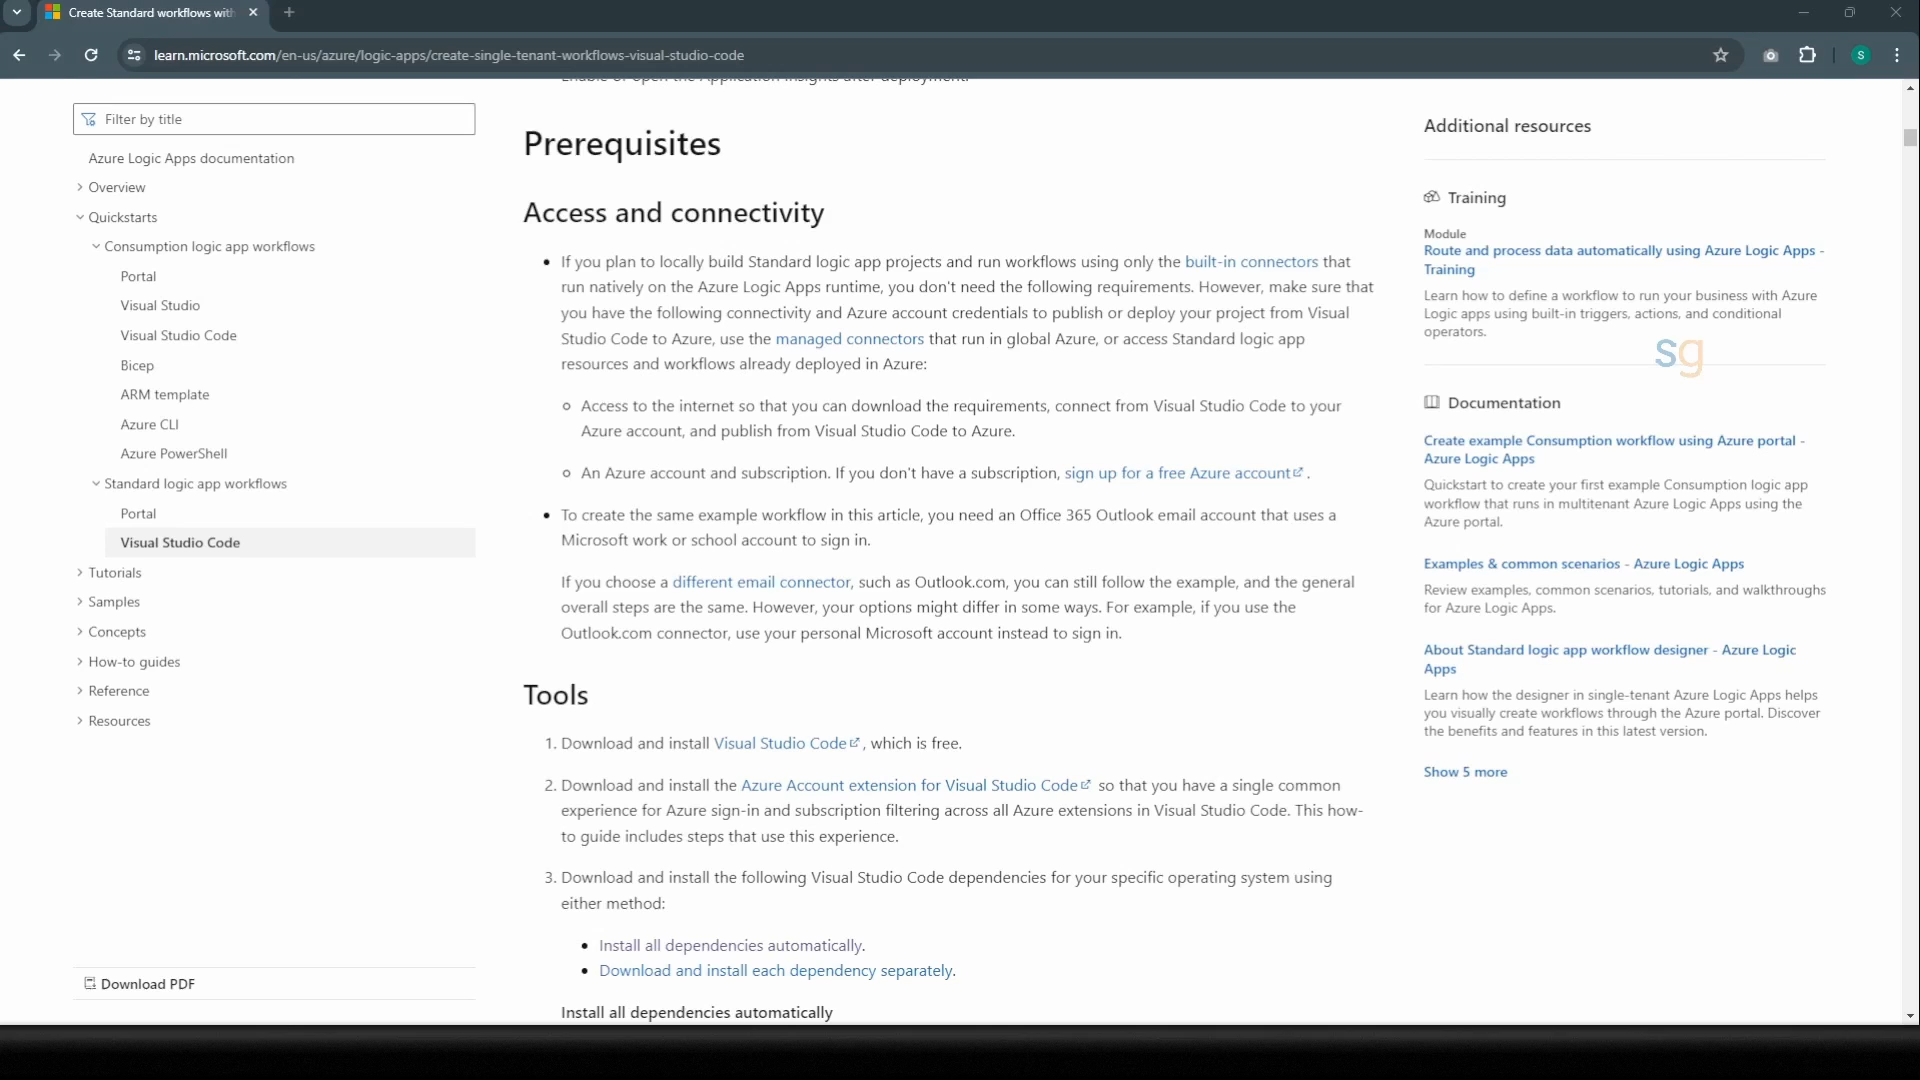 Create Standard workflows with
learn.microsoft.com/en-us/azure/logic-apps/create-single-tenant-workflows-visual-studio-code
S
Filter by title
Azure Logic Apps documentation
Overview
Quickstarts
Consumption logic app workflows
Portal
Visual Studio
Visual Studio Code
Bicep
ARM template
Azure CLI
Azure PowerShell
Standard logic app workflows
Portal
Visual Studio Code
Tutorials
Samples
Concepts
How-to guides
Reference
Resources
Download PDF
Enable or open the Application Insights after deployment.
Prerequisites
Access and connectivity
If you plan to locally build Standard logic app projects and run workflows using only the built-in connectors that
run natively on the Azure Logic Apps runtime, you don't need the following requirements. However, make sure that
you have the following connectivity and Azure account credentials to publish or deploy your project from Visual
Studio Code to Azure, use the managed connectors that run in global Azure, or access Standard logic app
resources and workflows already deployed in Azure:
Access to the internet so that you can download the requirements, connect from Visual Studio Code to your
Azure account, and publish from Visual Studio Code to Azure.
An Azure account and subscription. If you don't have a subscription, sign up for a free Azure account .
To create the same example workflow in this article, you need an Office 365 Outlook email account that uses a
Microsoft work or school account to sign in.
If you choose a different email connector, such as Outlook.com, you can still follow the example, and the general
overall steps are the same. However, your options might differ in some ways. For example, if you use the
Outlook.com connector, use your personal Microsoft account instead to sign in.
Tools
1. Download and install Visual Studio Code , which is free.
2. Download and install the Azure Account extension for Visual Studio Code so that you have a single common
experience for Azure sign-in and subscription filtering across all Azure extensions in Visual Studio Code. This how-
to guide includes steps that use this experience.
3. Download and install the following Visual Studio Code dependencies for your specific operating system using
either method:
Install all dependencies automatically.
Download and install each dependency separately.
Install all dependencies automatically
Additional resources
Training
Module
Route and process data automatically using Azure Logic Apps -
Training
Learn how to define a workflow to run your business with Azure
Logic apps using built-in triggers, actions, and conditional
operators.
sg
Documentation
Create example Consumption workflow using Azure portal -
Azure Logic Apps
Quickstart to create your first example Consumption logic app
workflow that runs in multitenant Azure Logic Apps using the
Azure portal.
Examples & common scenarios - Azure Logic Apps
Review examples, common scenarios, tutorials, and walkthroughs
for Azure Logic Apps.
About Standard logic app workflow designer - Azure Logic
Apps
Learn how the designer in single-tenant Azure Logic Apps helps
you visually create workflows through the Azure portal. Discover
the benefits and features in this latest version.
Show 5 more